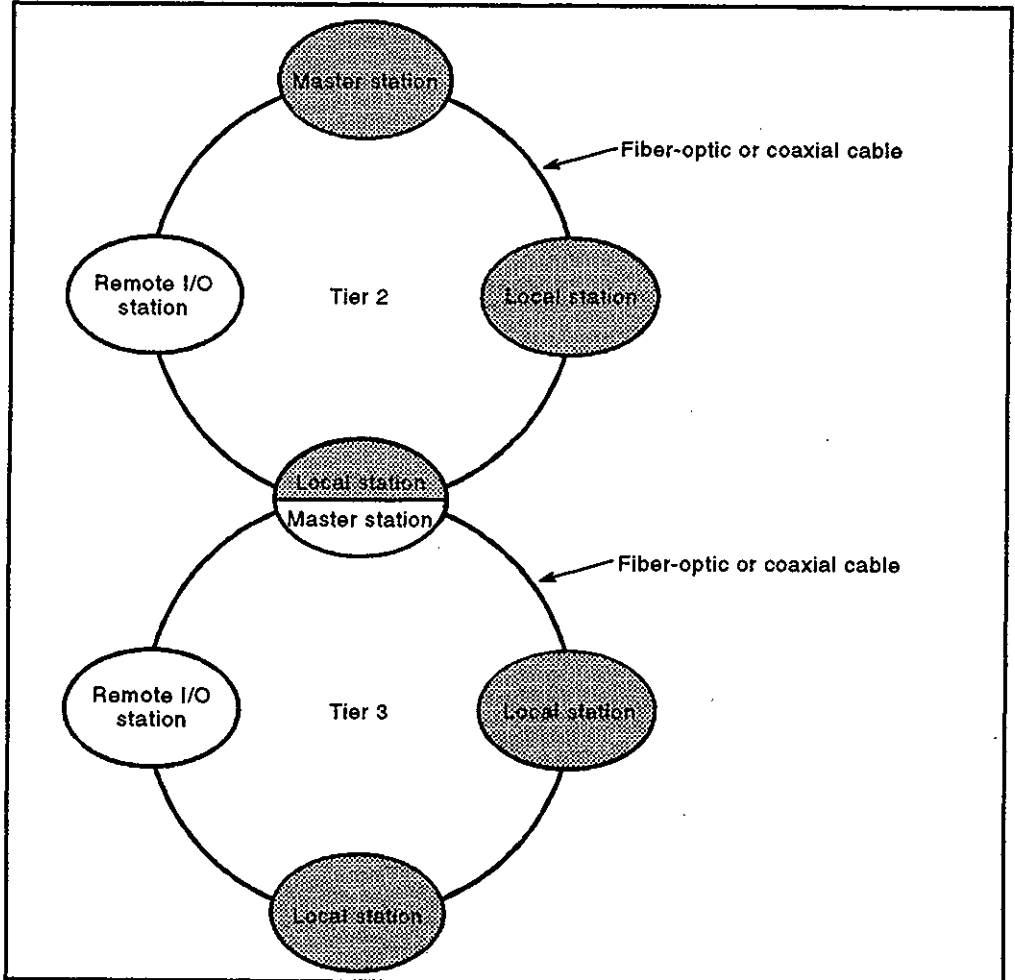 Master station
Fiber-optic or coaxial cable
Remote I/O
station
Tier 2
Local station
Local station
Master station
Fiber-optic or coaxial cable
Remote I/O
station
Tier 3
Local station
Local station